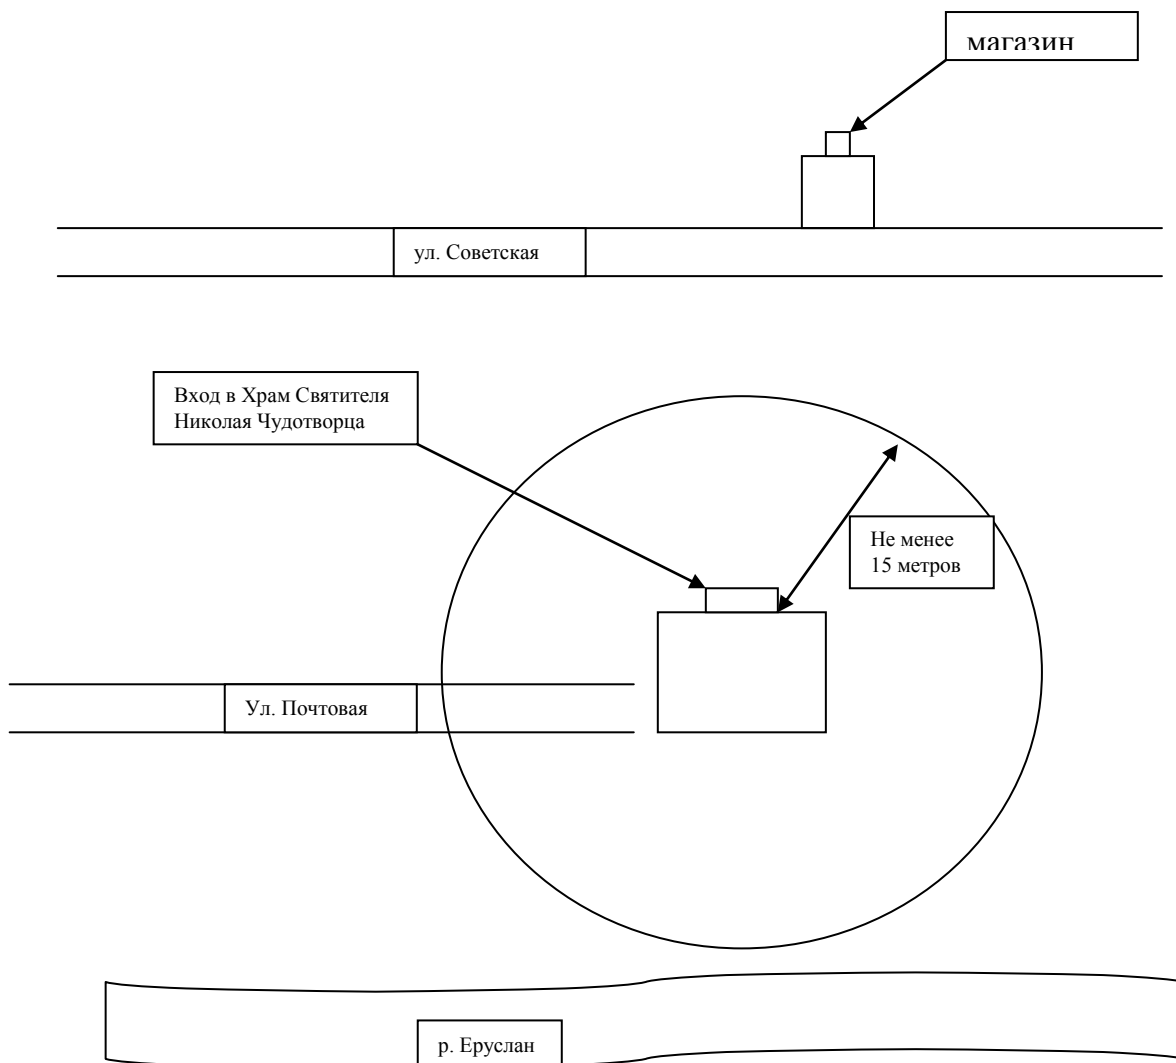 магазин
ул. Советская
Вход в Храм Святителя
Николая Чудотворца
Не менее
15 метров
Ул. Почтовая
р. Еруслан